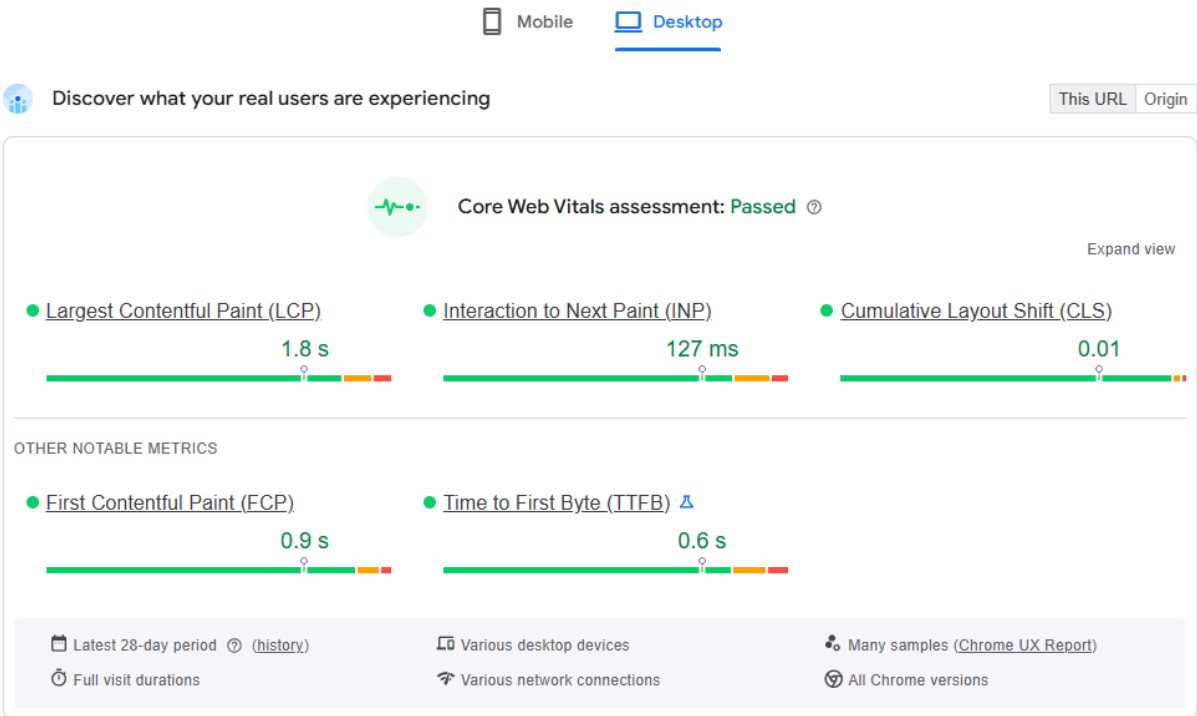 Mobile
Desktop
Discover what your real users are experiencing
This URL
Origin
Core Web Vitals assessment: Passed
Expand view
Largest Contentful Paint (LCP)
1.8 s
Interaction to Next Paint (INP)
127 ms
Cumulative Layout Shift (CLS)
0.01
OTHER NOTABLE METRICS
First Contentful Paint (FCP)
0.9 s
Time to First Byte (TTFB)
0.6 s
Latest 28-day period (history)
Various desktop devices
Many samples (Chrome UX Report)
Full visit durations
Various network connections
All Chrome versions